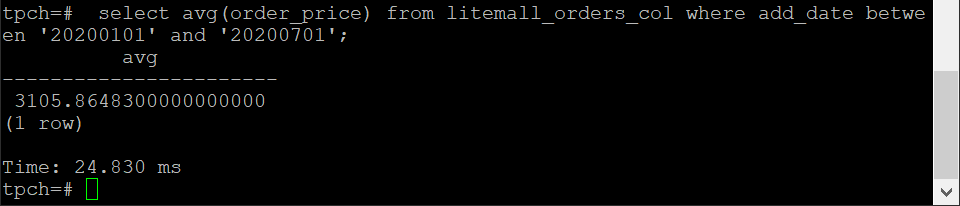 tpch=#  select avg(order_price) from litemall_orders_col where add_date betwe
en '20200101' and '20200701';
          avg
-----------------------
 3105.8648300000000000
(1 row)

Time: 24.830 ms
tpch=#